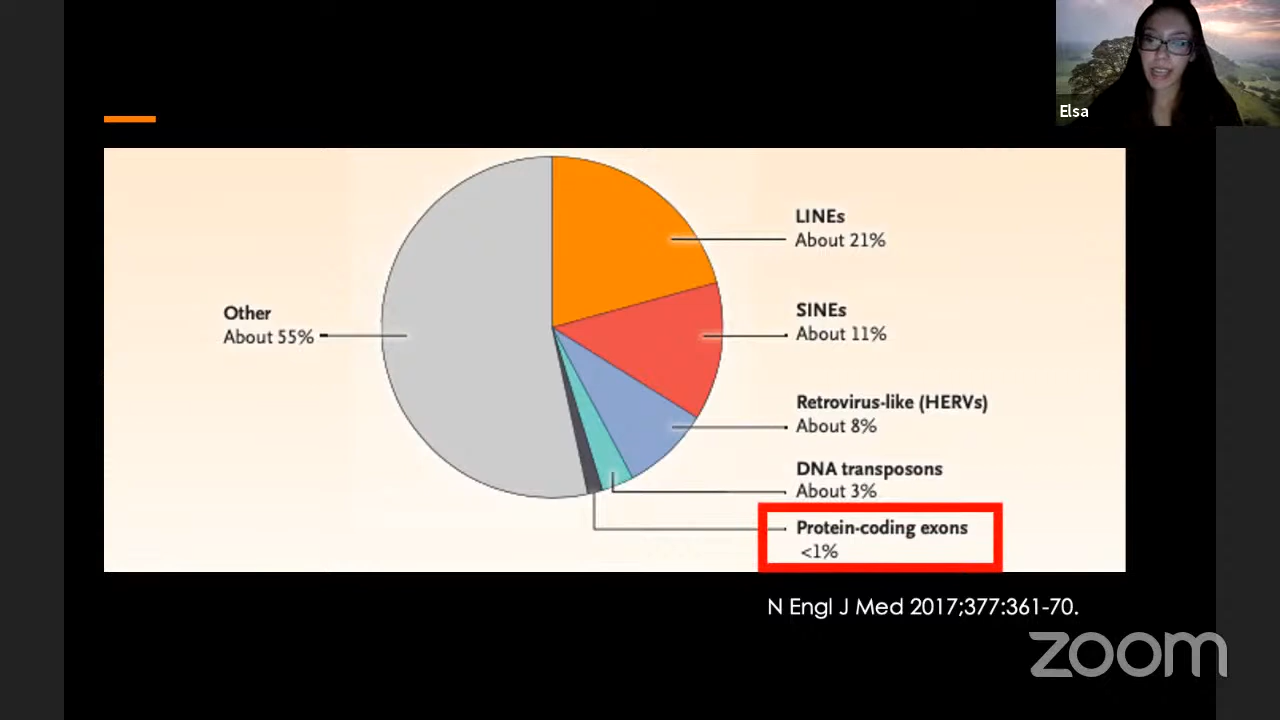 Elsa
LINEs
About 21%
Other
About 55%
SINEs
About 11%
Retrovirus-like (HERVs)
About 8%
DNA transposons
About 3%
Protein-coding exons
<1%
N Engl J Med 2017;377:361-70.
zoom